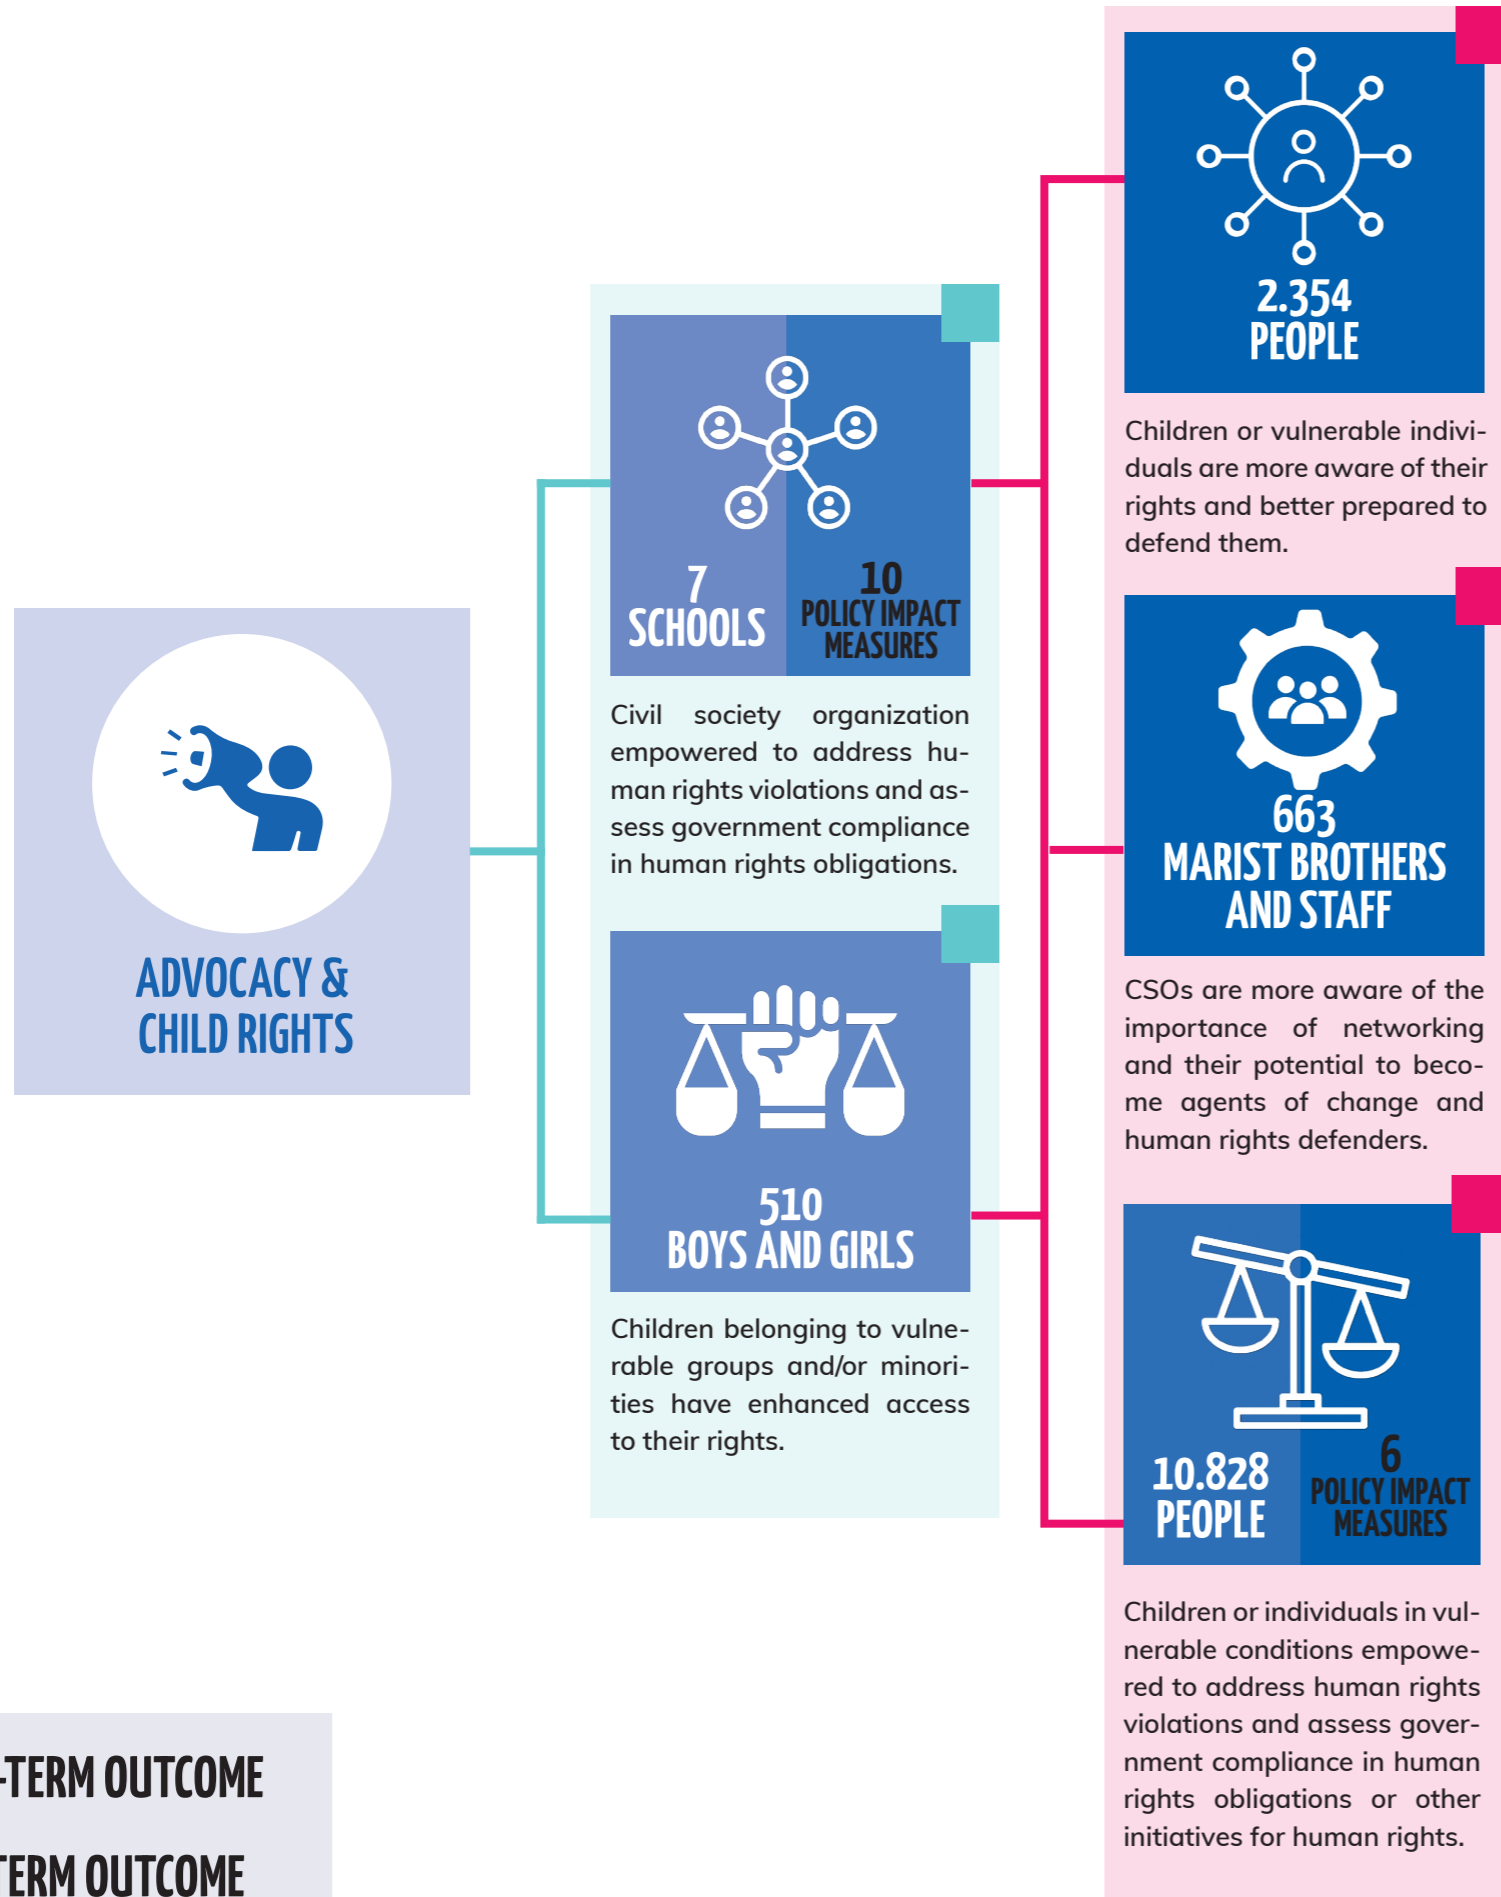 ADVOCACY &
CHILD RIGHTS
7
SCHOOLS
10
POLICY IMPACT
MEASURES
Civil society organization
empowered to address hu-
man rights violations and as-
sess government compliance
in human rights obligations.
510
BOYS AND GIRLS
Children belonging to vulne-
rable groups and/or minori-
ties have enhanced access
to their rights.
2.354
PEOPLE
Children or vulnerable indivi-
duals are more aware of their
rights and better prepared to
defend them.
663
MARIST BROTHERS
AND STAFF
CSOs are more aware of the
importance of networking
and their potential to beco-
me agents of change and
human rights defenders.
10.828
PEOPLE
6
POLICY IMPACT
MEASURES
Children or individuals in vul-
nerable conditions empowe-
red to address human rights
violations and assess gover-
nment compliance in human
rights obligations or other
initiatives for human rights.
-TERM OUTCOME
TERM OUTCOME